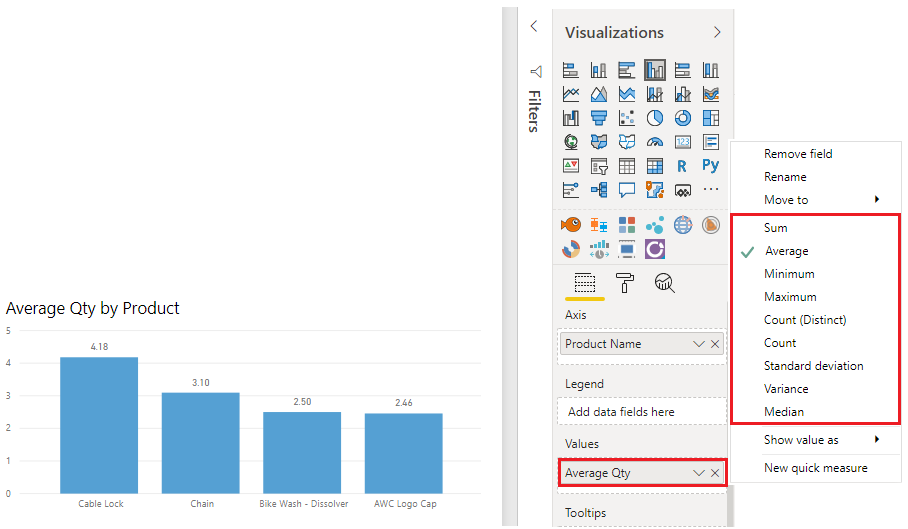 Average Qty by Product
5
4
3
2
1
0
4.18
3.10
2.50
2.46
Cable Lock
Chain
Bike Wash - Dissolver
AWC Logo Cap
Filters
Visualizations
123
R
Py
Axis
Product Name
Legend
Add data fields here
Values
Average Qty
Tooltips
Remove field
Rename
Move to
Sum
Average
Minimum
Maximum
Count (Distinct)
Count
Standard deviation
Variance
Median
Show value as
New quick measure